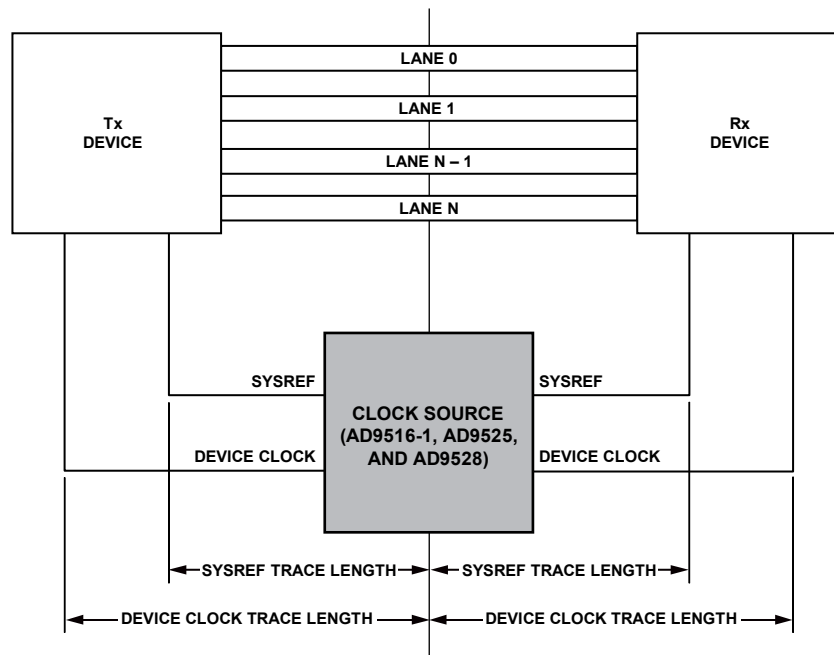 LANE 0
LANE 1
LANE N – 1
LANE N
Tx
DEVICE
Rx
DEVICE
SYSREF
SYSREF
CLOCK SOURCE
(AD9516-1, AD9525,
AND AD9528)
DEVICE CLOCK
DEVICE CLOCK
SYSREF TRACE LENGTH
SYSREF TRACE LENGTH
DEVICE CLOCK TRACE LENGTH
DEVICE CLOCK TRACE LENGTH